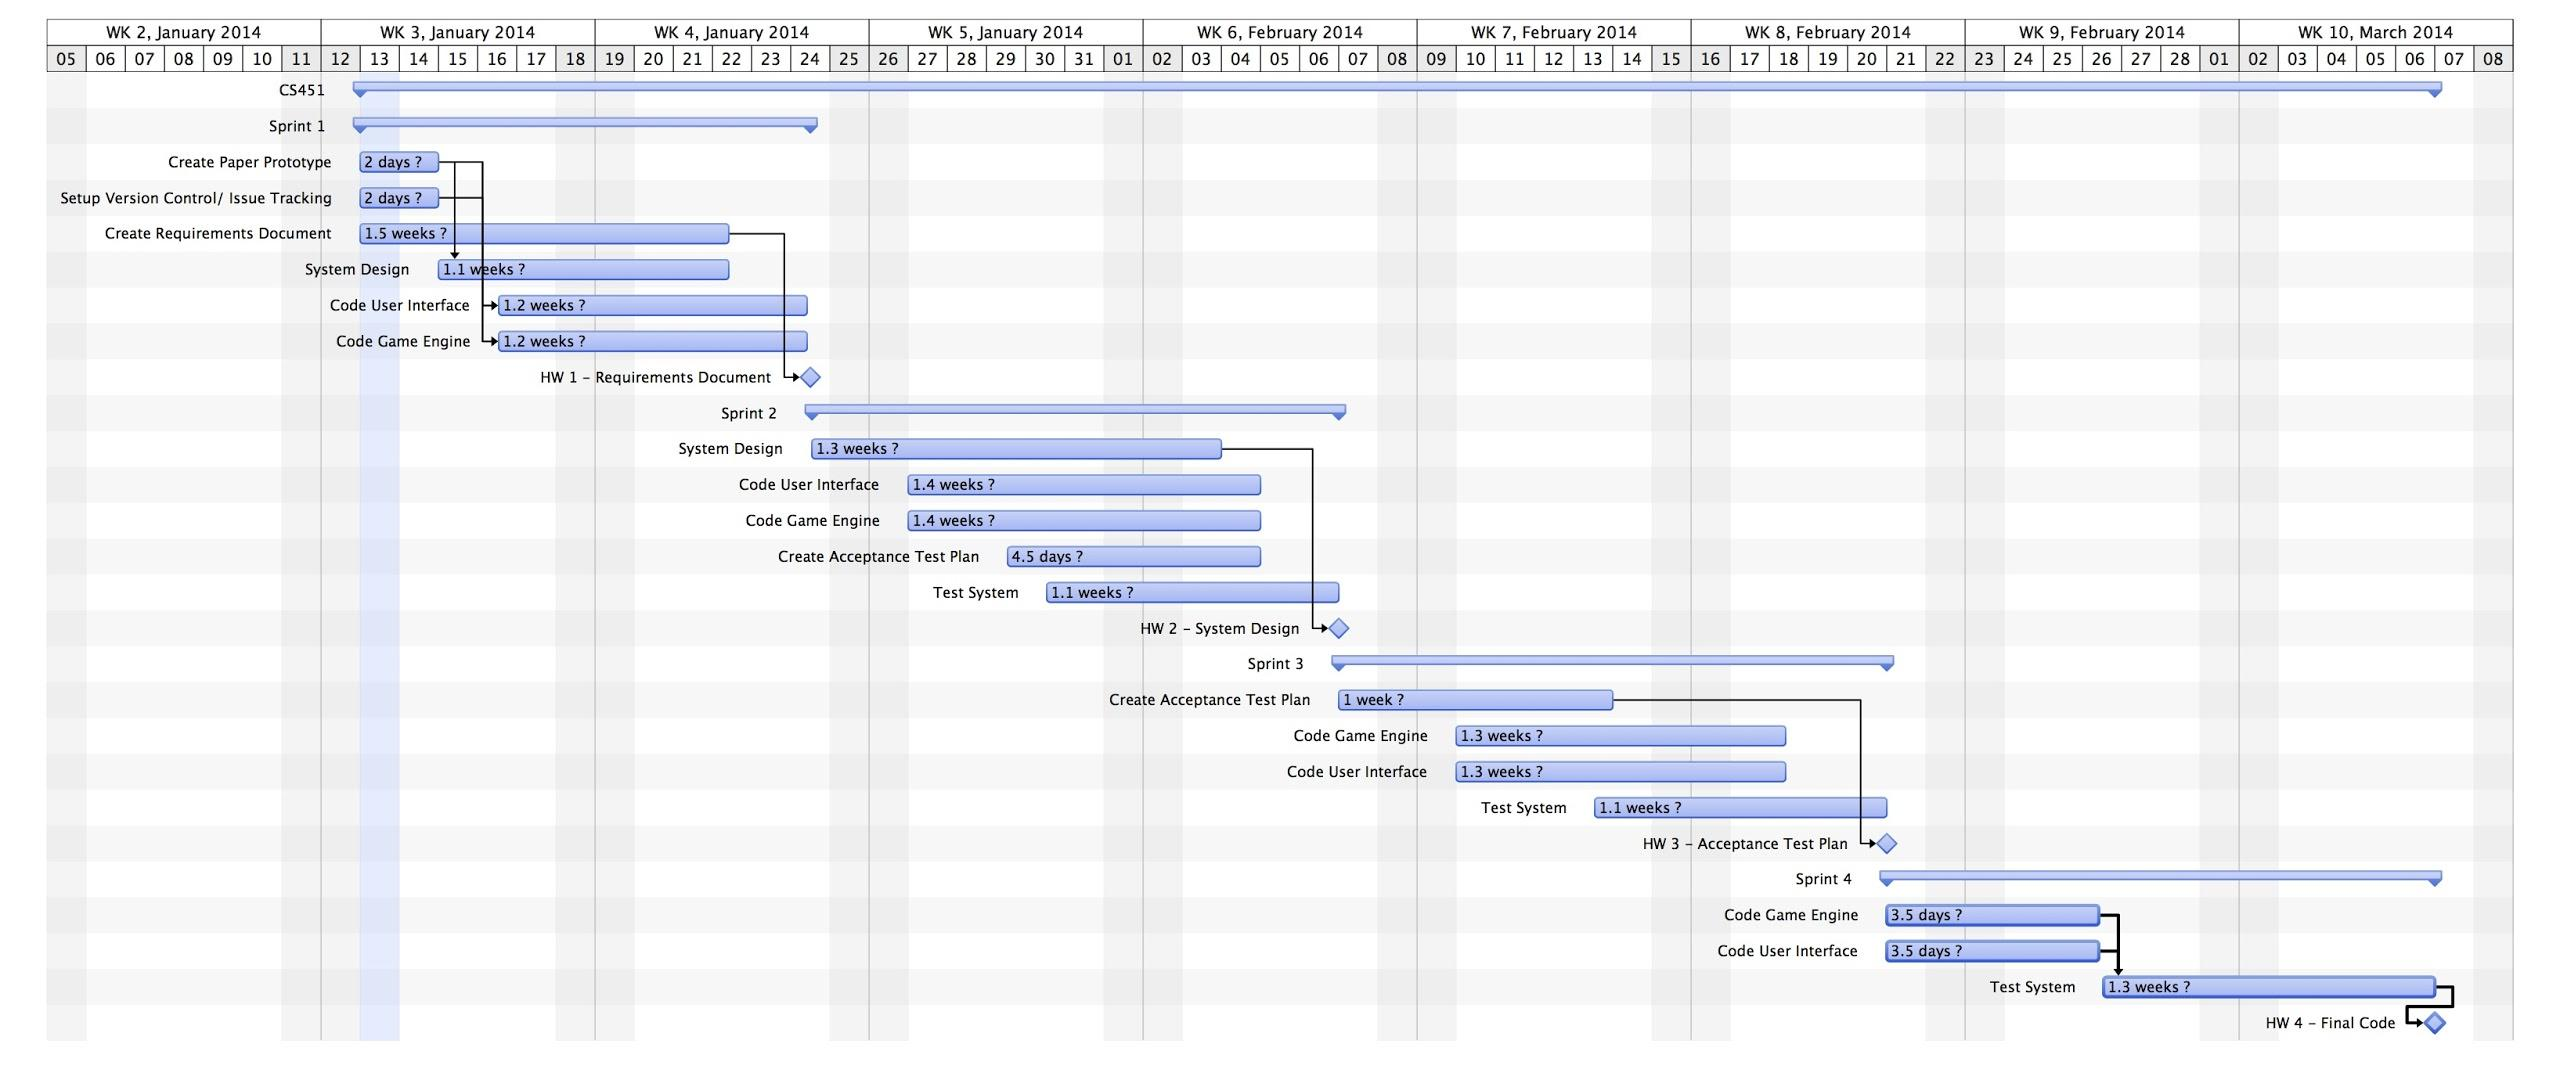 WK 2, January 2014 WK 3, January 2014 WK 4, January 2014 WK 5, January 2014 WK 6, February 2014 WK 7, February 2014 WK 8, February 2014 WK 9, February 2014 WK 10, March 2014
05 06 07 08 09 10 11 12 13 14 15 16 17 18 19 20 21 22 23 24 25 26 27 28 29 30 31 01 02 03 04 05 06 07 08 09 10 11 12 13 14 15 16 17 18 19 20 21 22 23 24 25 26 27 28 01 02 03 04 05 06 07 08
CS451
Sprint 1
Create Paper Prototype 2 days ?
Setup Version Control/ Issue Tracking 2 days ?
Create Requirements Document 1.5 weeks ?
System Design 1.1 weeks ?
Code User Interface 1.2 weeks ?
Code Game Engine 1.2 weeks ?
HW 1 – Requirements Document
Sprint 2
System Design 1.3 weeks ?
Code User Interface 1.4 weeks ?
Code Game Engine 1.4 weeks ?
Create Acceptance Test Plan 4.5 days ?
Test System 1.1 weeks ?
HW 2 – System Design
Sprint 3
Create Acceptance Test Plan 1 week ?
Code Game Engine 1.3 weeks ?
Code User Interface 1.3 weeks ?
Test System 1.1 weeks ?
HW 3 – Acceptance Test Plan
Sprint 4
Code Game Engine 3.5 days ?
Code User Interface 3.5 days ?
Test System 1.3 weeks ?
HW 4 – Final Code